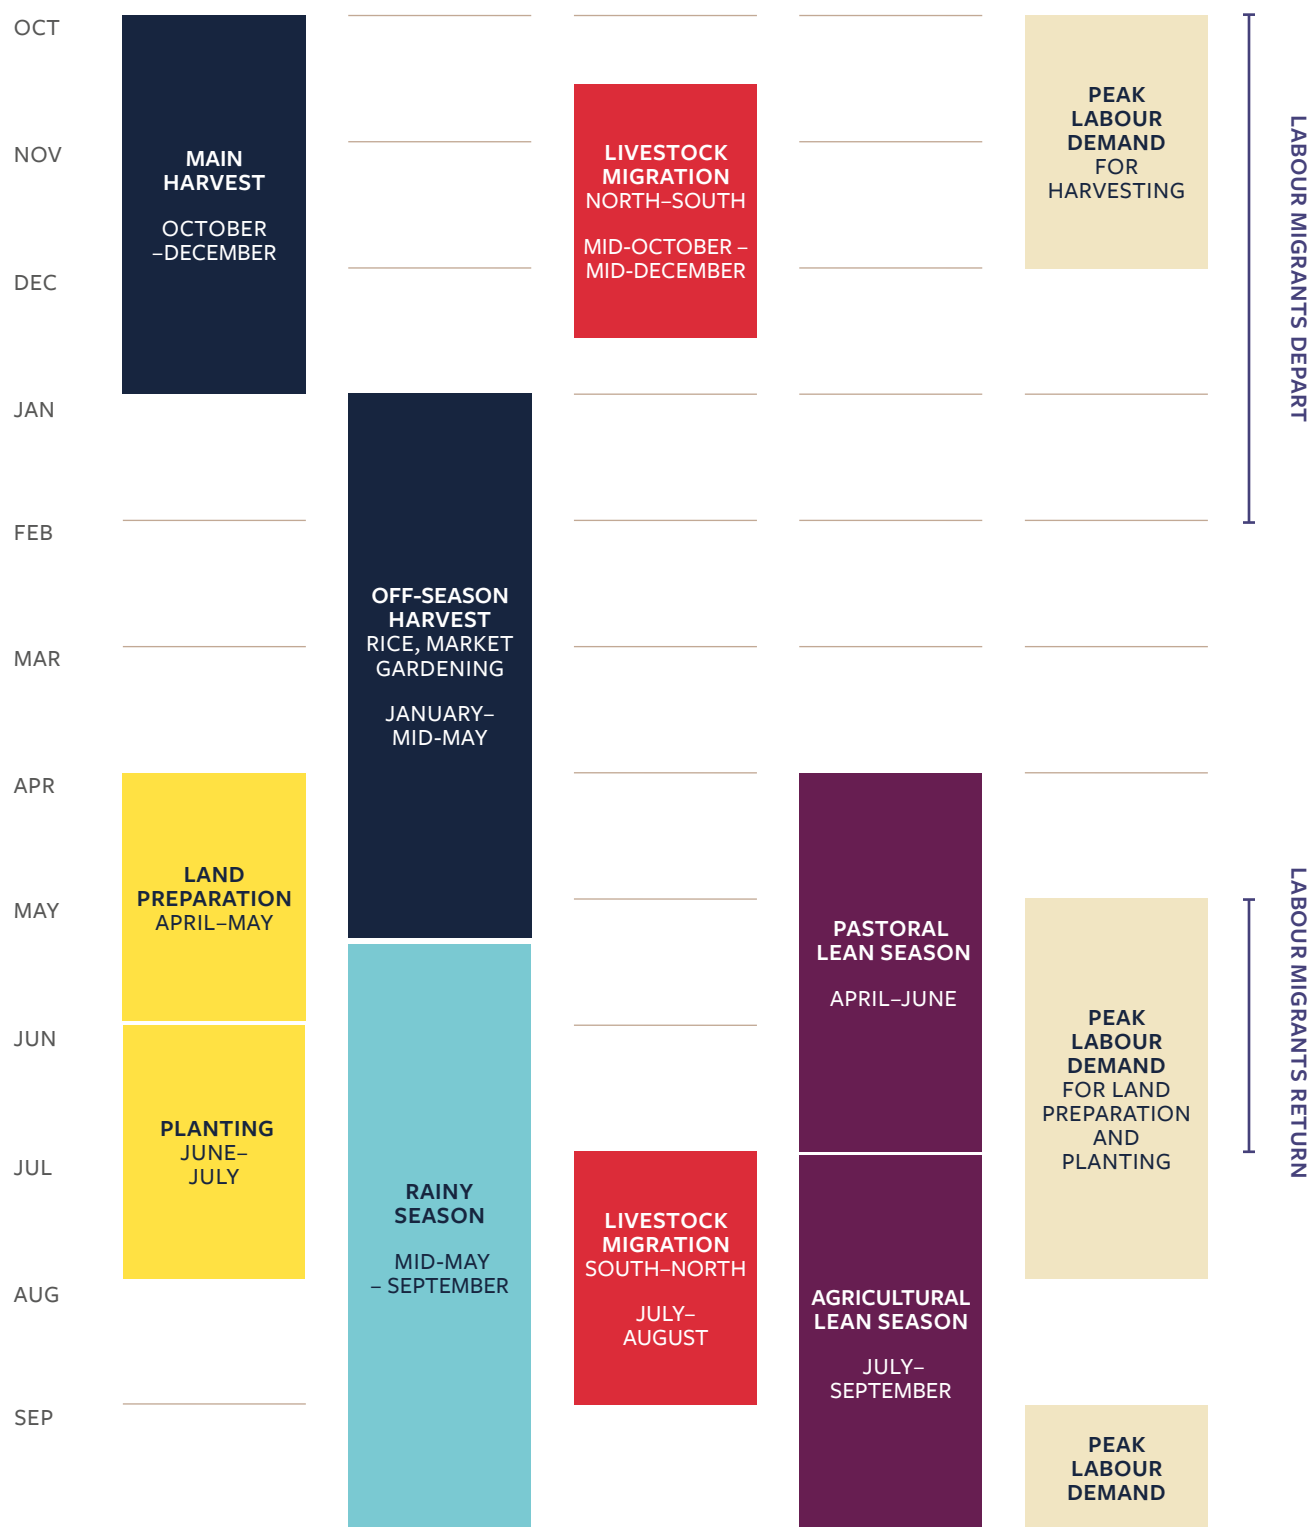 OCT
NOV
DEC
JAN
FEB
MAR
APR
MAY
JUN
JUL
AUG
SEP
MAIN
HARVEST
OCTOBER
–DECEMBER
LAND
PREPARATION
APRIL–MAY
PLANTING
JUNE–
JULY
OFF-SEASON
HARVEST
RICE, MARKET
GARDENING
JANUARY–
MID-MAY
RAINY
SEASON
MID-MAY
– SEPTEMBER
LIVESTOCK
MIGRATION
NORTH–SOUTH
MID-OCTOBER –
MID-DECEMBER
LIVESTOCK
MIGRATION
SOUTH–NORTH
JULY–
AUGUST
PASTORAL
LEAN SEASON
APRIL–JUNE
AGRICULTURAL
LEAN SEASON
JULY–
SEPTEMBER
PEAK
LABOUR
DEMAND
FOR
HARVESTING
PEAK
LABOUR
DEMAND
FOR LAND
PREPARATION
AND
PLANTING
PEAK
LABOUR
DEMAND
LABOUR MIGRANTS DEPART
LABOUR MIGRANTS RETURN